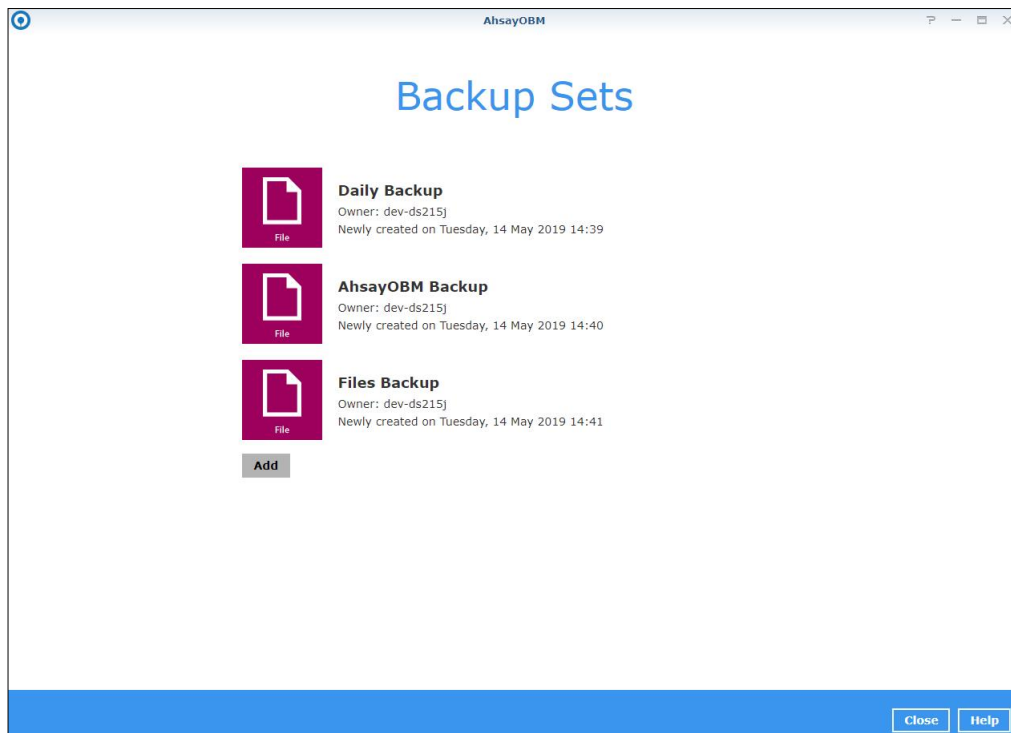 AhsayOBM
Backup Sets
File
Daily Backup
Owner: dev-ds215j
Newly created on Tuesday, 14 May 2019 14:39
File
AhsayOBM Backup
Owner: dev-ds215j
Newly created on Tuesday, 14 May 2019 14:40
File
Files Backup
Owner: dev-ds215j
Newly created on Tuesday, 14 May 2019 14:41
Add
Close Help